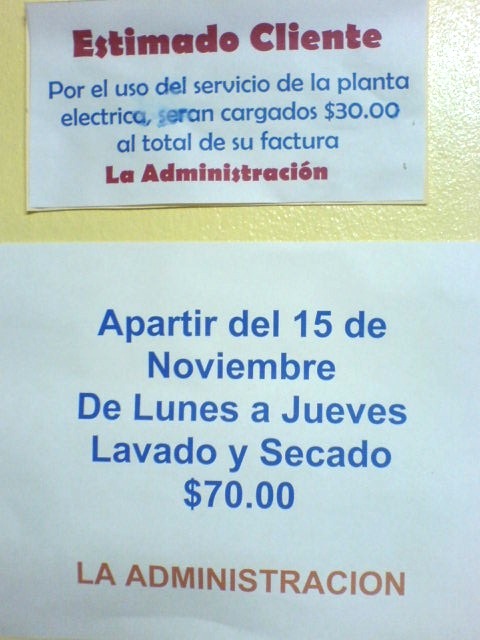 Estimado Cliente
Por el uso del servicio de la planta
electrica, seran cargados $30.00
al total de su factura
La Administración
Apartir del 15 de
Noviembre
De Lunes a Jueves
Lavado y Secado
$70.00
LA ADMINISTRACION